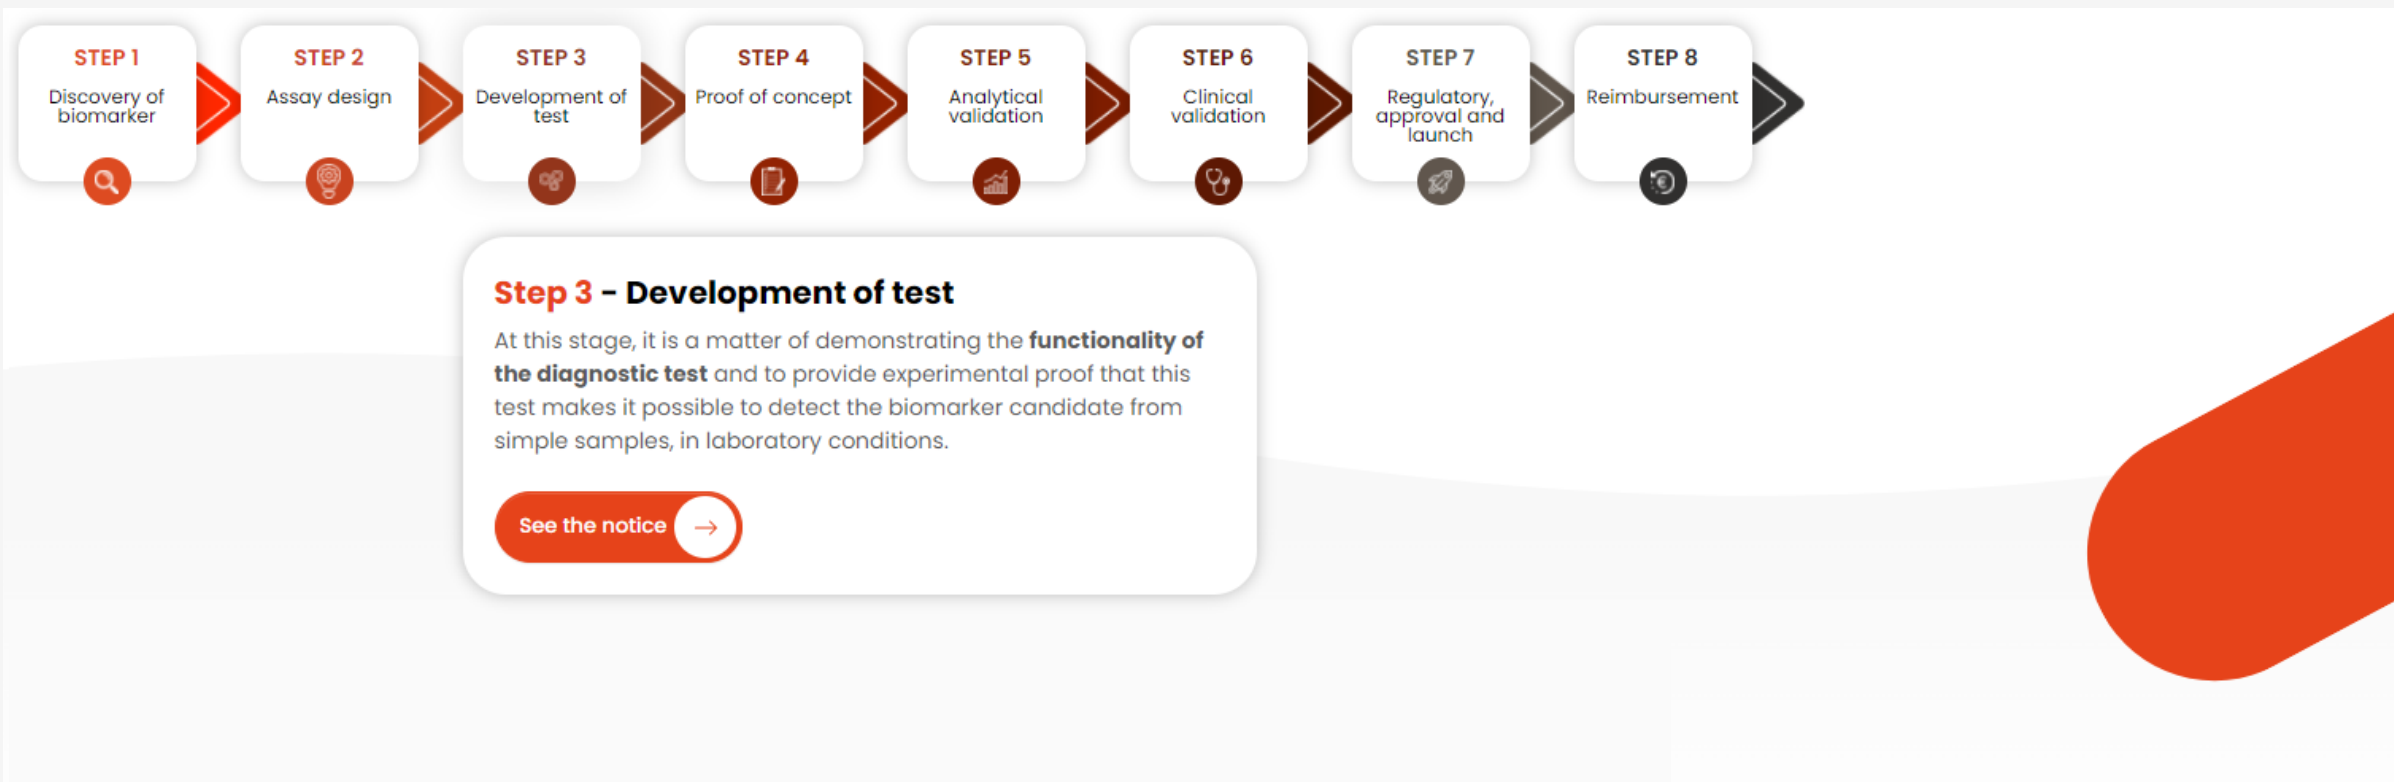 STEP 1
Discovery of
biomarker
STEP 2
Assay design
STEP 3
Development of
test
STEP 4
Proof of concept
STEP 5
Analytical
validation
STEP 6
Clinical
validation
STEP 7
Regulatory,
approval and
launch
STEP 8
Reimbursement
Step 3 - Development of test
At this stage, it is a matter of demonstrating the functionality of
the diagnostic test and to provide experimental proof that this
test makes it possible to detect the biomarker candidate from
simple samples, in laboratory conditions.
See the notice